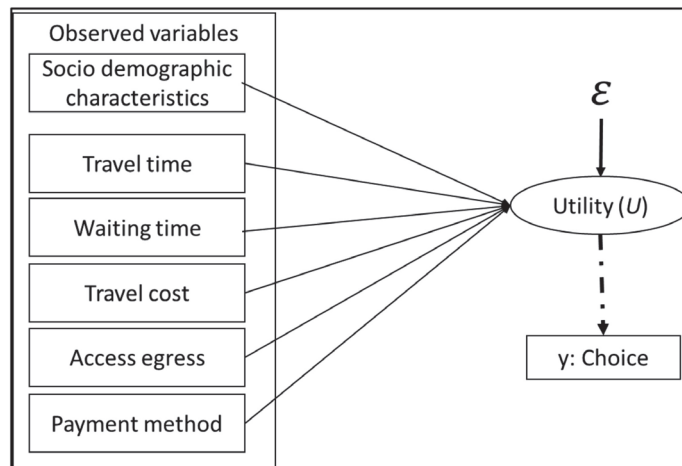 Observed variables
Socio demographic
characteristics
Travel time
Waiting time
Travel cost
Access egress
Payment method
ε
Utility (U)
y: Choice